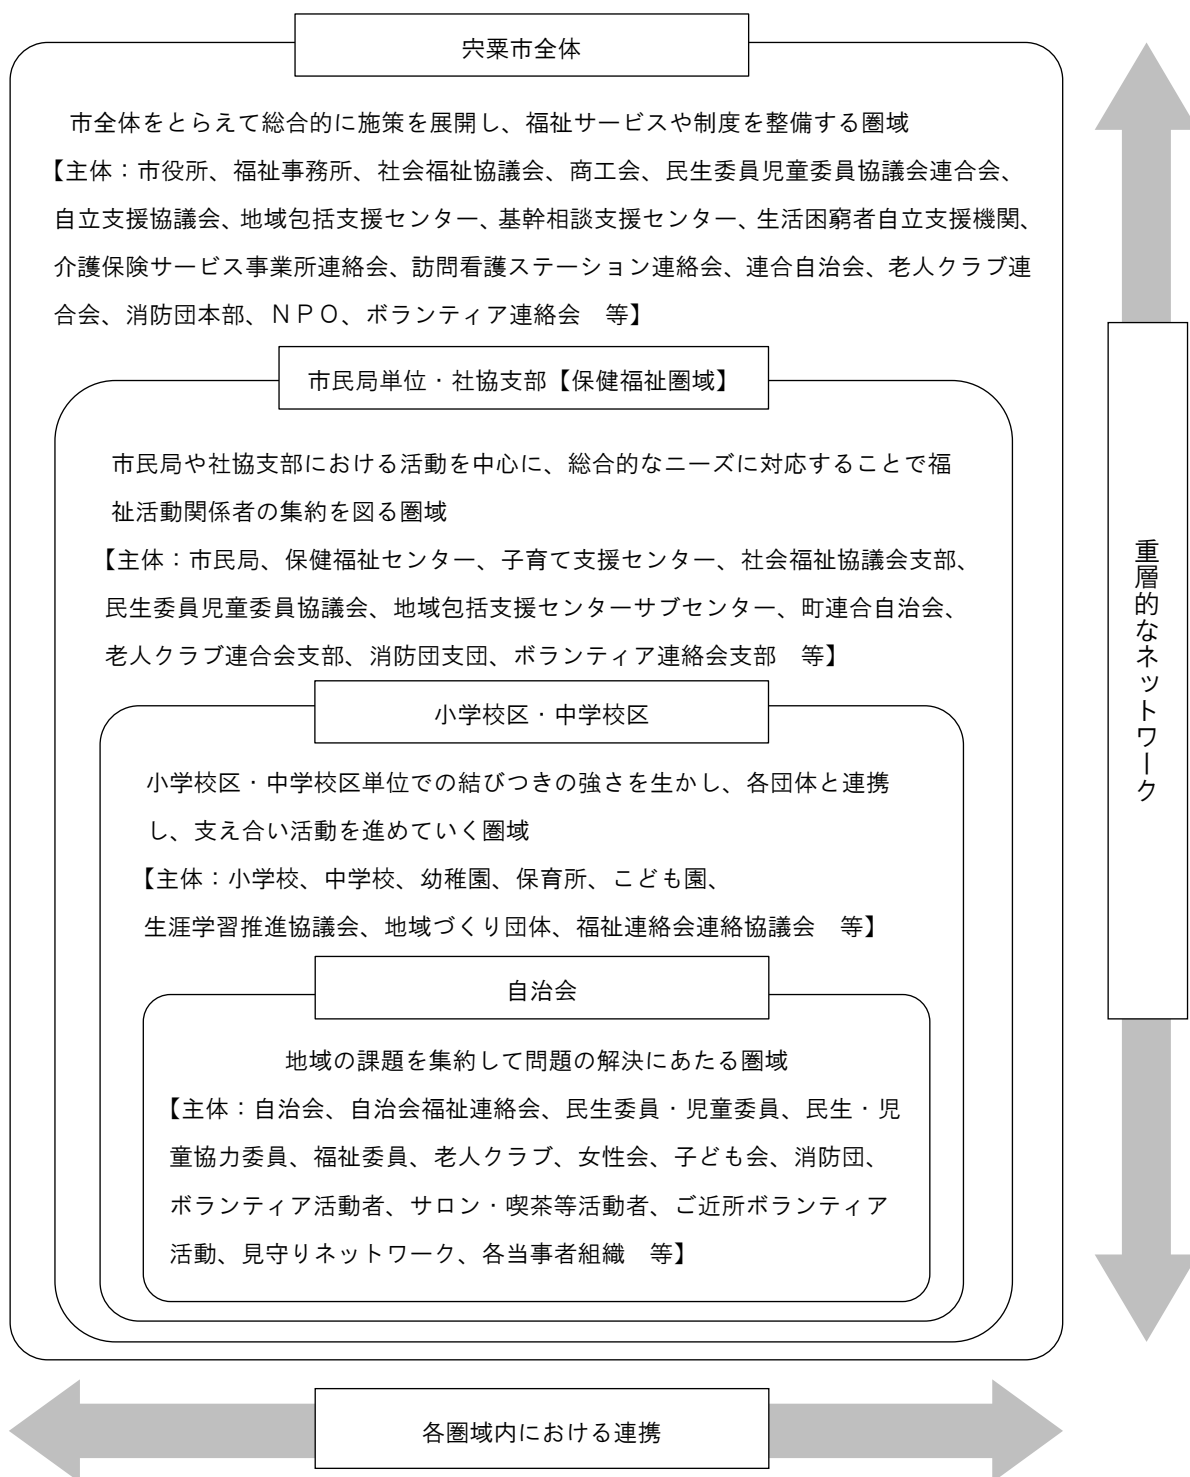 宍粟市全体
市全体をとらえて総合的に施策を展開し、福祉サービスや制度を整備する圏域
【主体：市役所、福祉事務所、社会福祉協議会、商工会、民生委員児童委員協議会連合会、
自立支援協議会、地域包括支援センター、基幹相談支援センター、生活困窮者自立支援機関、
介護保険サービス事業所連絡会、訪問看護ステーション連絡会、連合自治会、老人クラブ連
合会、消防団本部、ＮＰＯ、ボランティア連絡会　等】
市民局単位・社協支部【保健福祉圏域】
市民局や社協支部における活動を中心に、総合的なニーズに対応することで福
祉活動関係者の集約を図る圏域
【主体：市民局、保健福祉センター、子育て支援センター、社会福祉協議会支部、
民生委員児童委員協議会、地域包括支援センターサブセンター、町連合自治会、
老人クラブ連合会支部、消防団支団、ボランティア連絡会支部　等】
小学校区・中学校区
小学校区・中学校区単位での結びつきの強さを生かし、各団体と連携
し、支え合い活動を進めていく圏域
【主体：小学校、中学校、幼稚園、保育所、こども園、
生涯学習推進協議会、地域づくり団体、福祉連絡会連絡協議会　等】
自治会
地域の課題を集約して問題の解決にあたる圏域
【主体：自治会、自治会福祉連絡会、民生委員・児童委員、民生・児
童協力委員、福祉委員、老人クラブ、女性会、子ども会、消防団、
ボランティア活動者、サロン・喫茶等活動者、ご近所ボランティア
活動、見守りネットワーク、各当事者組織　等】
重層的なネットワーク
各圏域内における連携